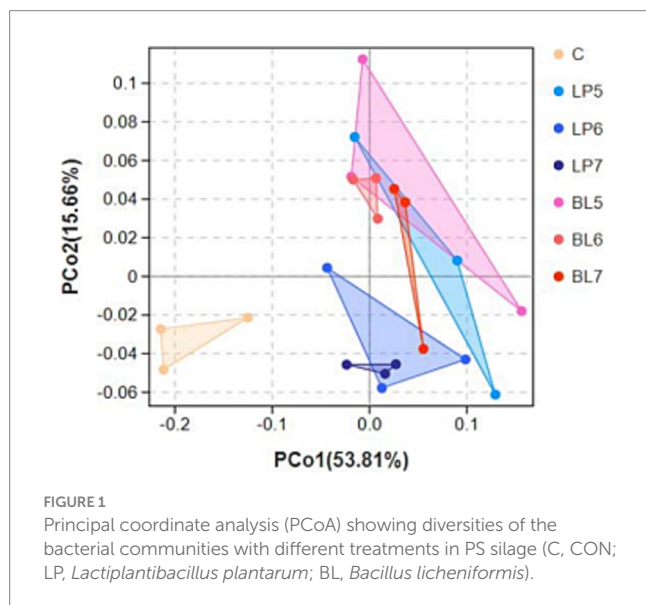 C
LP5
LP6
LP7
BL5
BL6
BL7
PCo2(15.66%)
0.1
0.08
0.06
0.04
0.02
0
-0.02
-0.04
-0.06
-0.2
-0.1
0.0
0.1
PCo1(53.81%)
FIGURE 1
Principal coordinate analysis (PCoA) showing diversities of the
bacterial communities with different treatments in PS silage (C, CON;
LP, Lactiplantibacillus plantarum; BL, Bacillus licheniformis).